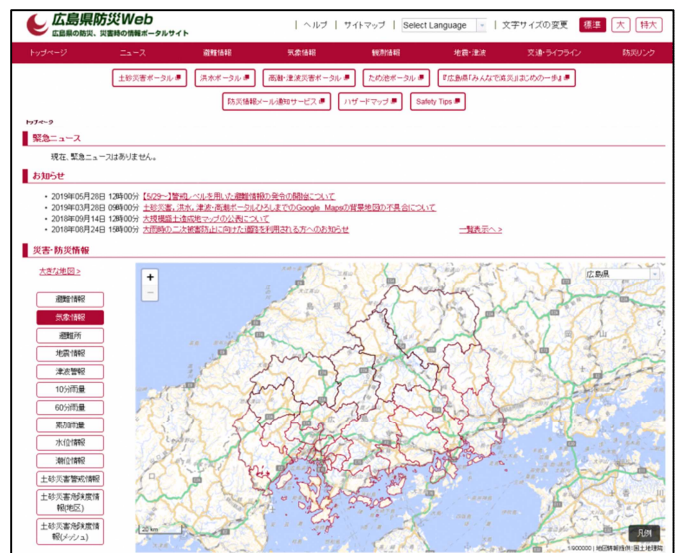 広島県防災Web
広島県の防災、災害時の情報ポータルサイト
| ヘルプ | サイトマップ | Select Language | 文字サイズの変更 標準 大 特大
トップページ ニュース 避難情報 気象情報 観測情報 地震・津波 交通・ライフライン 防災リンク
土砂災害ポータル 洪水ポータル 高潮・津波災害ポータル ため池ポータル 『広島県「みんなで減災」はじめの一歩』
防災情報メール通知サービス ハザードマップ Safety Tips
トップページ
緊急ニュース
現在、緊急ニュースはありません。
お知らせ
・ 2019年05月28日 12時00分 【5/29～】警戒レベルを用いた避難情報の発令の開始について
・ 2019年03月28日 09時00分 土砂災害，洪水，津波・高潮ポータルひろしまでのGoogle Mapsの背景地図の不具合について
・ 2018年09月14日 12時00分 大規模盛土造成地マップの公表について
・ 2018年08月24日 15時00分 大雨時の二次被害防止に向けた道路を利用される方へのお知らせ
一覧表示へ >
災害・防災情報
大きな地図 >
広島県
避難情報
気象情報
避難所
地震情報
津波警報
10分雨量
60分雨量
累加雨量
水位情報
潮位情報
土砂災害警戒情報
土砂災害危険度情
報(地区)
土砂災害危険度情
報(メッシュ)
+
−
島 根
山
広
香 川
20 km
凡例
1:900000 | 地図情報提供: 国土地理院